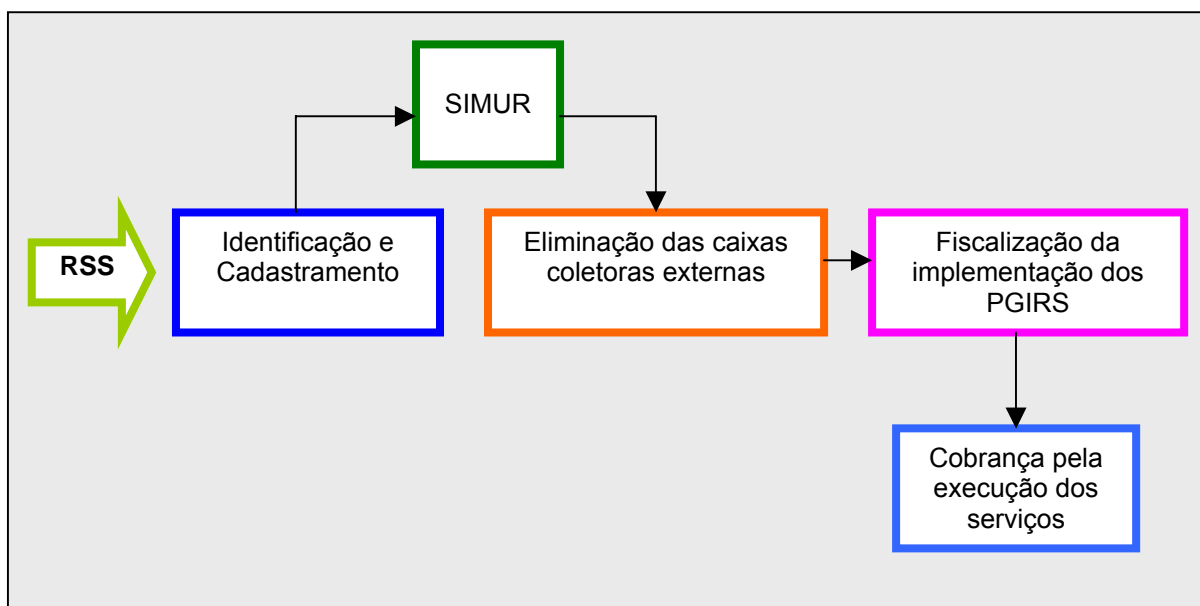 SIMUR
RSS
Identificação e
Cadastramento
Eliminação das caixas
coletoras externas
Fiscalização da
implementação dos
PGIRS
Cobrança pela
execução dos
serviços